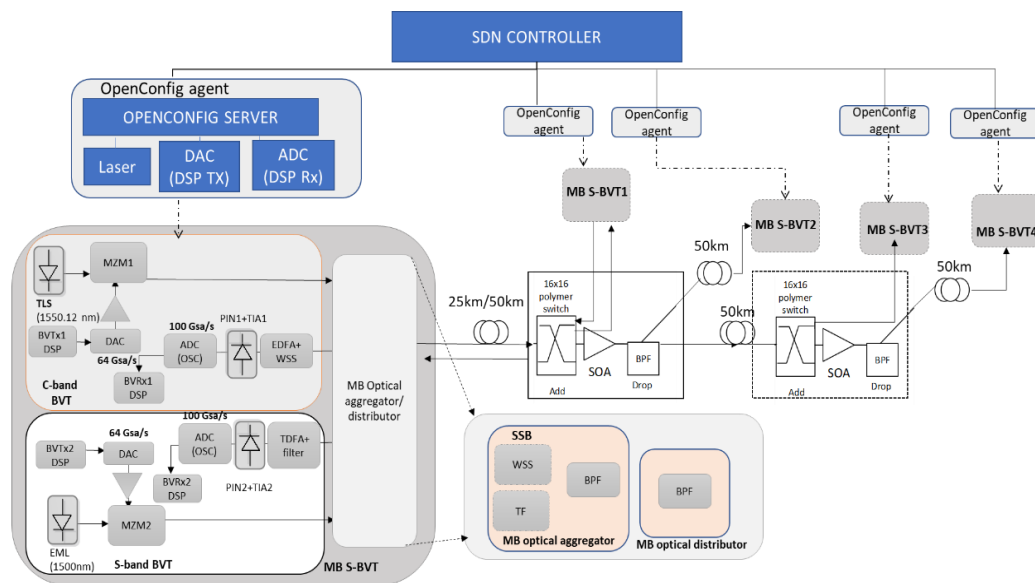 SDN CONTROLLER
OpenConfig agent
OPENCONFIG SERVER
Laser
DAC
(DSP TX)
ADC
(DSP Rx)
OpenConfig
agent
OpenConfig
agent
OpenConfig
agent
OpenConfig
agent
MB S-BVT1
MB S-BVT2
MB S-BVT3
MB S-BVT4
MZM1
TLS
(1550.12 nm)
BVTx1
DSP
DAC
64 Gsa/s
100 Gsa/s
ADC
(OSC)
PIN1+TIA1
EDFA+
WSS
BVRx1
DSP
C-band
BVT
MB Optical
aggregator/
distributor
64 Gsa/s
BVTx2
DSP
DAC
100 Gsa/s
ADC
(OSC)
TDFA+
filter
BVRx2
DSP
PIN2+TIA2
MZM2
EML
(1500nm)
S-band BVT
MB S-BVT
25km/50km
16x16
polymer
switch
SOA
BPF
Add
Drop
50km
50km
16x16
polymer
switch
SOA
BPF
Add
Drop
50km
SSB
WSS
TF
BPF
MB optical aggregator
BPF
MB optical distributor